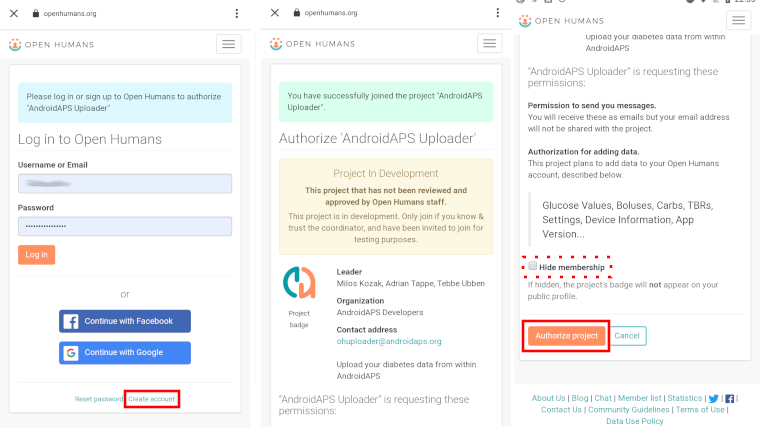 openhumans.org
OPEN HUMANS
Please log in or sign up to Open Humans to authorize
"AndroidAPS Uploader"
Log in to Open Humans
Username or Email
Password
Log in
or
Continue with Facebook
Continue with Google
Reset password
Create account
openhumans.org
OPEN HUMANS
You have successfully joined the project "AndroidAPS
Uploader".
Authorize 'AndroidAPS Uploader'
Project In Development
This project that has not been reviewed and
approved by Open Humans staff.
This project is in development. Only join if you know &
trust the coordinator, and have been invited to join for
testing purposes.
Project
badge
Leader
Milos Kozak, Adrian Tappe, Tebbe Ubben
Organization
AndroidAPS Developers
Contact address
ohuploader@androidaps.org
Upload your diabetes data from within
AndroidAPS
"AndroidAPS Uploader" is requesting these
permissions:
OPEN HUMANS
Upload your diabetes data from within
AndroidAPS
"AndroidAPS Uploader" is requesting these
permissions:
Permission to send you messages.
You will receive these as emails but your email address
will not be shared with the project.
Authorization for adding data.
This project plans to add data to your Open Humans
account, described below.
Glucose Values, Boluses, Carbs, TBRs,
Settings, Device Information, App
Version...
Hide membership
If hidden, the project's badge will not appear on your
public profile.
Authorize project
Cancel
About Us | Blog | Chat | Member list | Statistics | | |
Contact Us | Community Guidelines | Terms of Use |
Data Use Policy